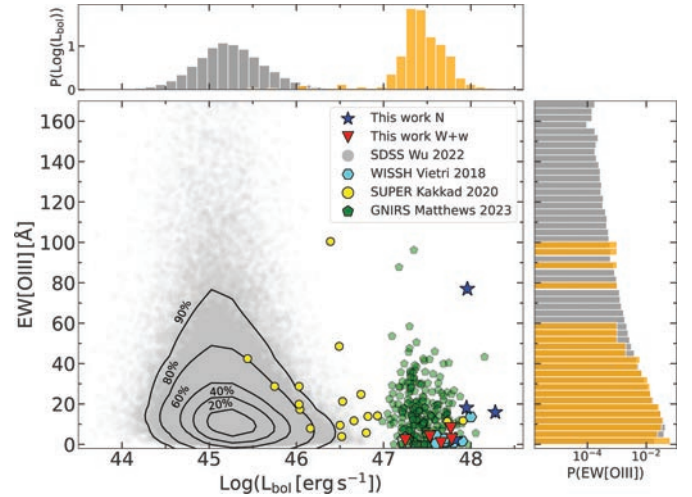 P(Log(Lbol)
1
0
EW[OIII] [Å]
160
140
120
100
80
60
40
20
0
This work N
This work W+w
SDSS Wu 2022
WISSH Vietri 2018
SUPER Kakkad 2020
GNIRS Matthews 2023
90%
80%
60%
40%
20%
44 45 46 47 48
Log(Lbol [erg s−1])
10−4 10−2
P(EW[OIII])